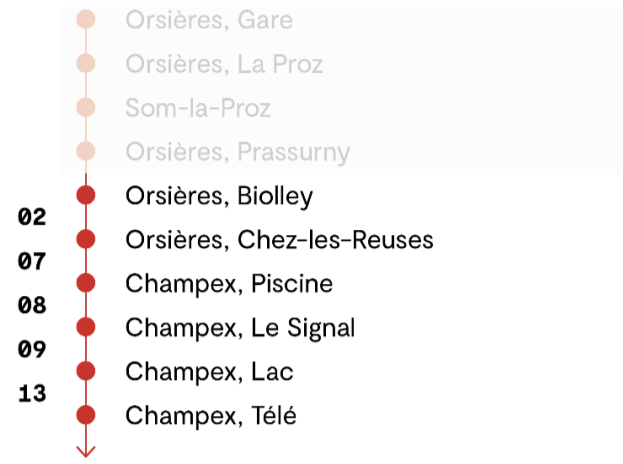 Orsières, Gare
Orsières, La Proz
Som-la-Proz
Orsières, Prassurny
Orsières, Biolley
02
Orsières, Chez-les-Reuses
07
Champex, Piscine
08
Champex, Le Signal
09
Champex, Lac
13
Champex, Télé